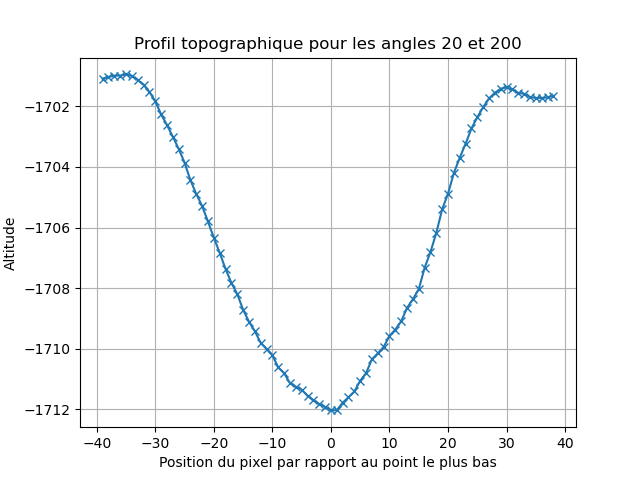 Profil topographique pour les angles 20 et 200
Altitude
−1702
−1704
−1706
−1708
−1710
−1712
−40 −30 −20 −10 0 10 20 30 40
Position du pixel par rapport au point le plus bas